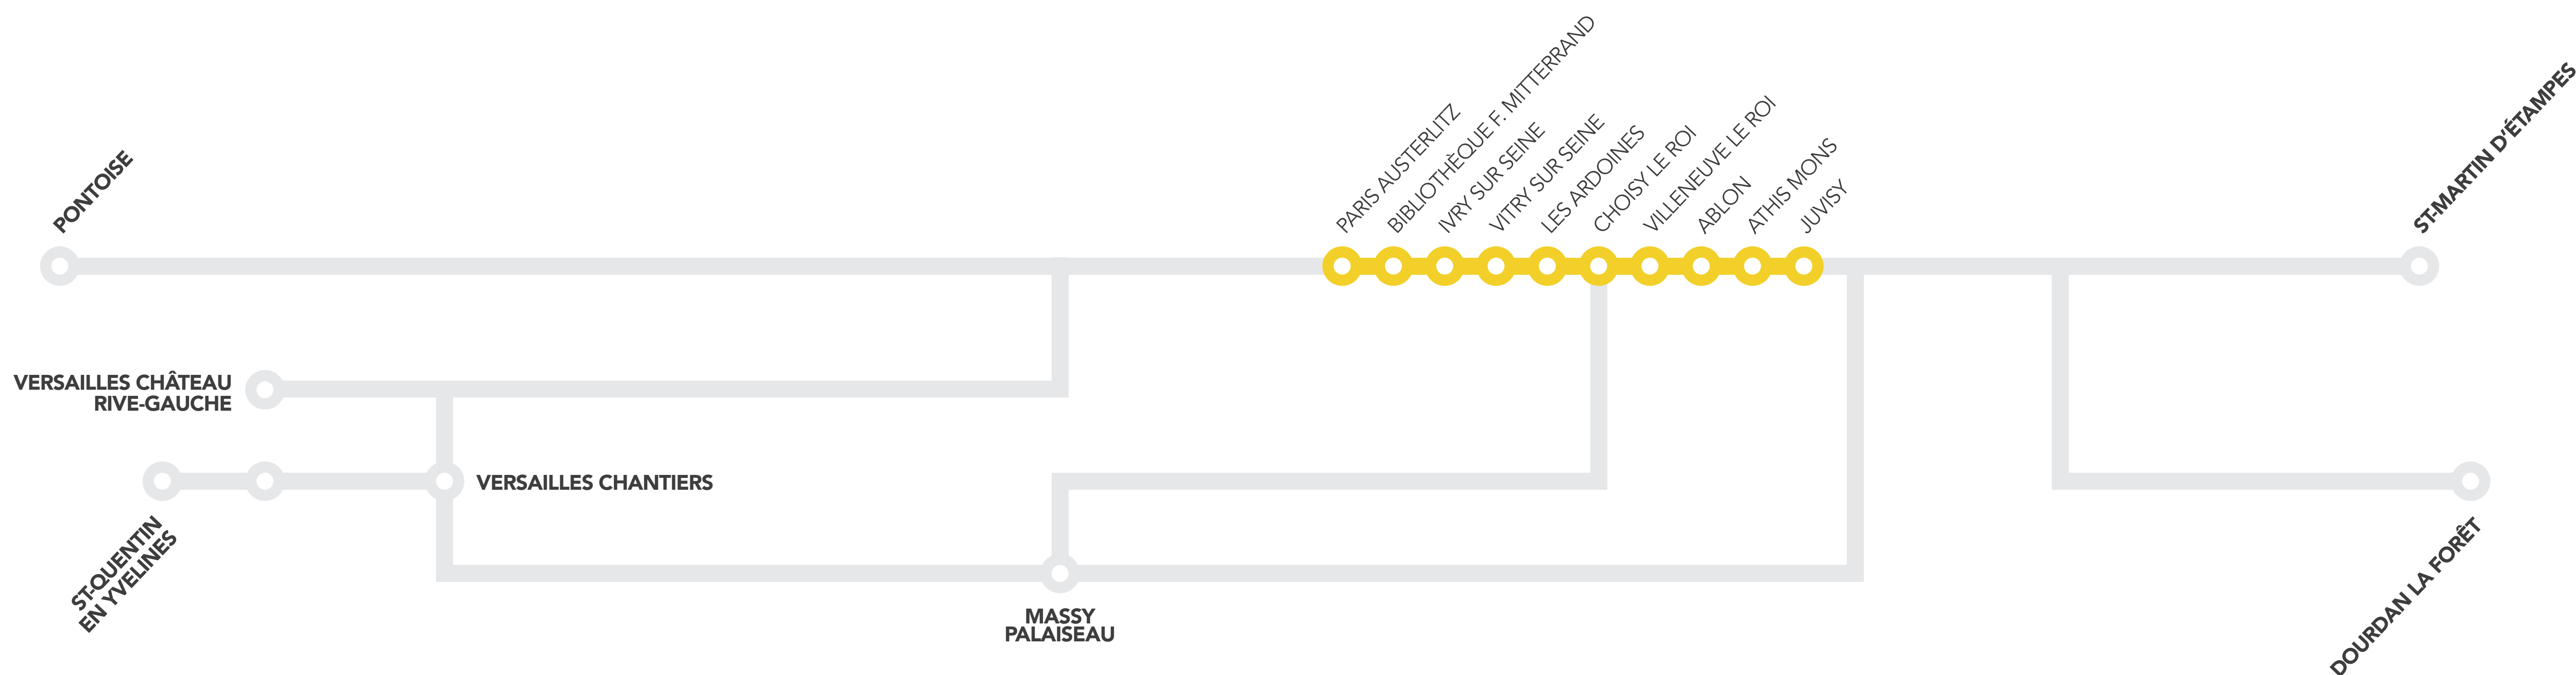 PONTOISE
PARIS AUSTERLITZ
BIBLIOTHÈQUE F. MITTERRAND
IVRY SUR SEINE
VITRY SUR SEINE
LES ARDOINES
CHOISY LE ROI
VILLENEUVE LE ROI
ABLON
ATHIS MONS
JUVISY
ST-MARTIN D'ÉTAMPES
VERSAILLES CHÂTEAU
RIVE-GAUCHE
VERSAILLES CHANTIERS
ST-QUENTIN
EN YVELINES
MASSY
PALAISEAU
DOURDAN LA FORÊT